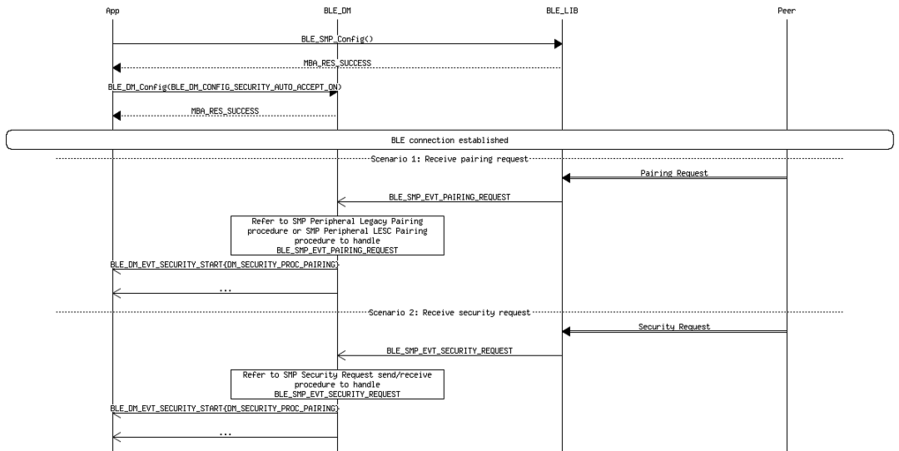 App BLE_DM BLE_LIB Peer
BLE_SMP_Config()
MBA_RES_SUCCESS
BLE_DM_Config(BLE_DM_CONFIG_SECURITY_AUTO_ACCEPT_ON)
MBA_RES_SUCCESS
BLE connection established
Scenario 1: Receive pairing request
Pairing Request
BLE_SMP_EVT_PAIRING_REQUEST
Refer to SMP Peripheral Legacy Pairing
procedure or SMP Peripheral LESC Pairing
procedure to handle
BLE_SMP_EVT_PAIRING_REQUEST
BLE_DM_EVT_SECURITY_START{DM_SECURITY_PROC_PAIRING}
...
Scenario 2: Receive security request
Security Request
BLE_SMP_EVT_SECURITY_REQUEST
Refer to SMP Security Request send/receive
procedure to handle
BLE_SMP_EVT_SECURITY_REQUEST
BLE_DM_EVT_SECURITY_START{DM_SECURITY_PROC_PAIRING}
...